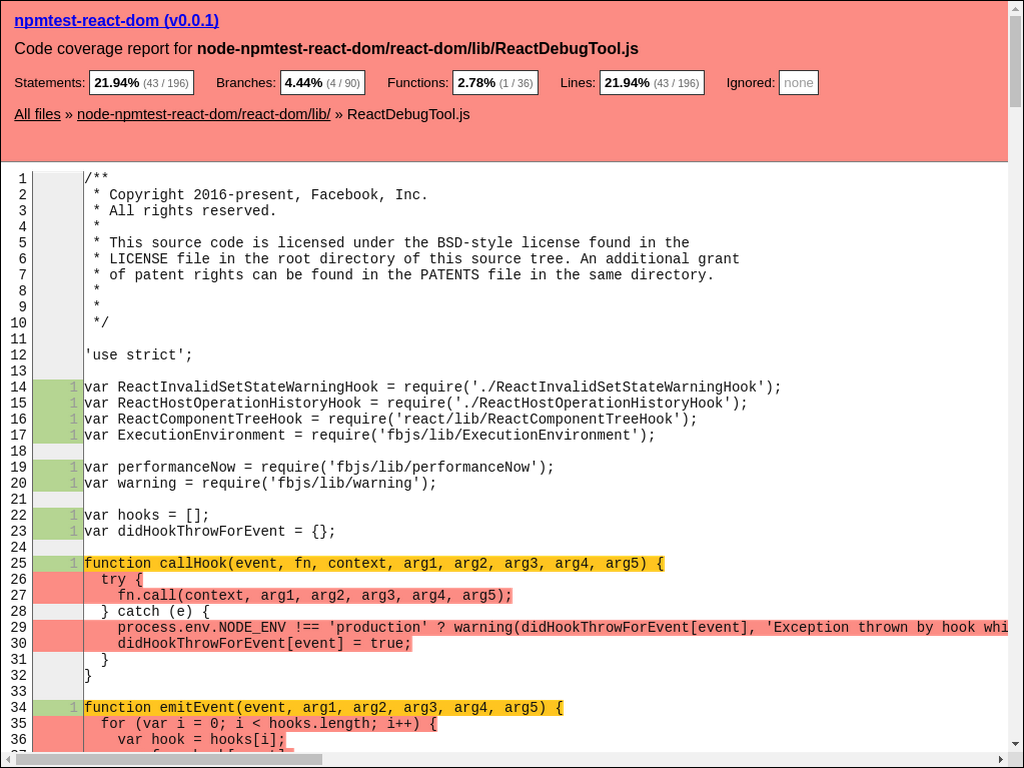 npmtest-react-dom (v0.0.1)
Code coverage report for node-npmtest-react-dom/react-dom/lib/ReactDebugTool.js
Statements: 21.94% (43 / 196) Branches: 4.44% (4 / 90) Functions: 2.78% (1 / 36) Lines: 21.94% (43 / 196) Ignored: none
All files » node-npmtest-react-dom/react-dom/lib/ » ReactDebugTool.js
1 /**
2  * Copyright 2016-present, Facebook, Inc.
3  * All rights reserved.
4  *
5  * This source code is licensed under the BSD-style license found in the
6  * LICENSE file in the root directory of this source tree. An additional grant
7  * of patent rights can be found in the PATENTS file in the same directory.
8  *
9  *
10  */
11
12 'use strict';
13
14 1 var ReactInvalidSetStateWarningHook = require('./ReactInvalidSetStateWarningHook');
15 1 var ReactHostOperationHistoryHook = require('./ReactHostOperationHistoryHook');
16 1 var ReactComponentTreeHook = require('react/lib/ReactComponentTreeHook');
17 1 var ExecutionEnvironment = require('fbjs/lib/ExecutionEnvironment');
18
19 1 var performanceNow = require('fbjs/lib/performanceNow');
20 1 var warning = require('fbjs/lib/warning');
21
22 1 var hooks = [];
23 1 var didHookThrowForEvent = {};
24
25 1 function callHook(event, fn, context, arg1, arg2, arg3, arg4, arg5) {
26   try {
27     fn.call(context, arg1, arg2, arg3, arg4, arg5);
28   } catch (e) {
29     process.env.NODE_ENV !== 'production' ? warning(didHookThrowForEvent[event], 'Exception thrown by hook whi
30     didHookThrowForEvent[event] = true;
31   }
32 }
33
34 1 function emitEvent(event, arg1, arg2, arg3, arg4, arg5) {
35   for (var i = 0; i < hooks.length; i++) {
36     var hook = hooks[i];